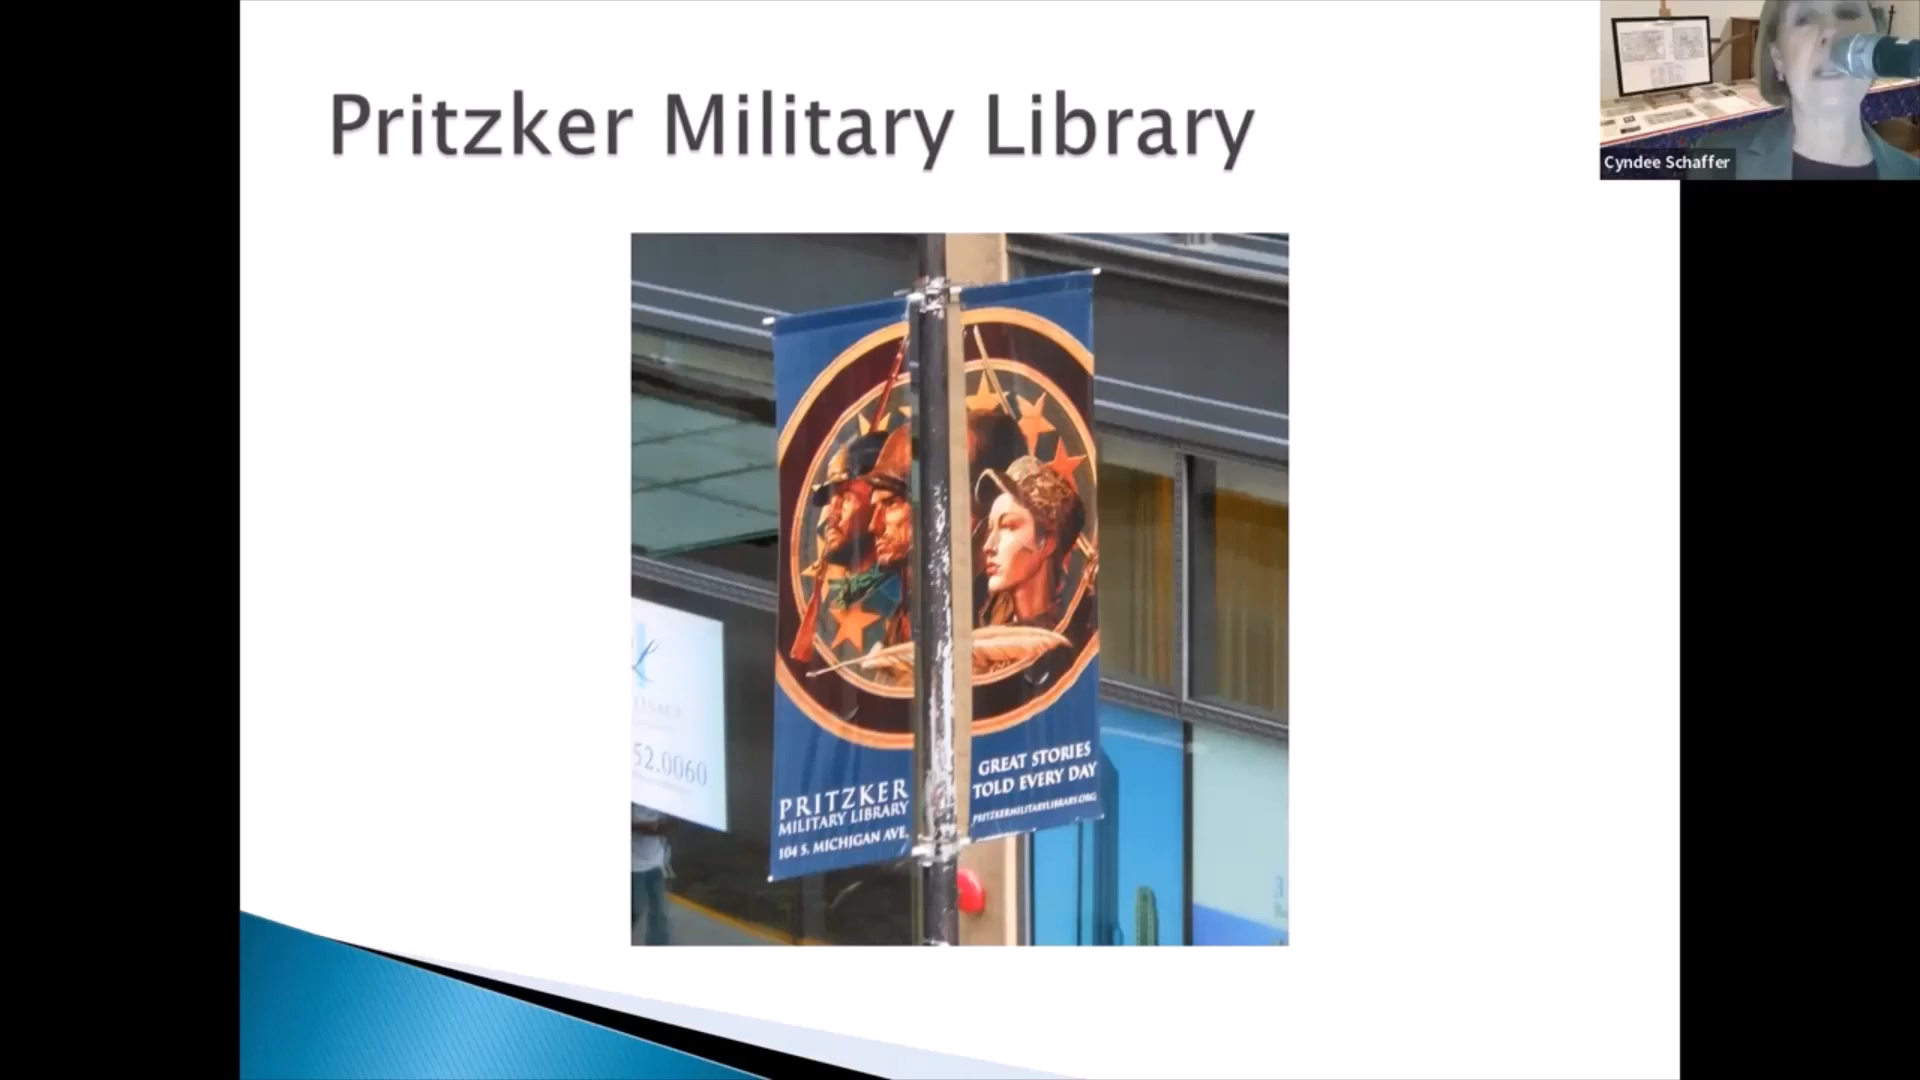 Pritzker Military Library
Cyndee Schaffer
52.0060
PRITZKER
MILITARY LIBRARY
104 S. MICHIGAN AVE.
GREAT STORIES
TOLD EVERY DAY
PRITZKERMILITARYLIBRARY.ORG